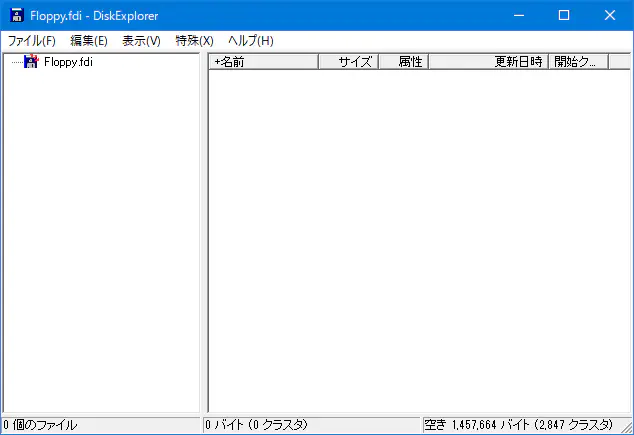 Floppy.fdi - DiskExplorer
ファイル(F) 編集(E) 表示(V) 特殊(X) ヘルプ(H)
Floppy.fdi
+名前 サイズ 属性 更新日時 開始ク...
0 個のファイル 0 バイト (0 クラスタ) 空き 1,457,664 バイト (2,847 クラスタ)